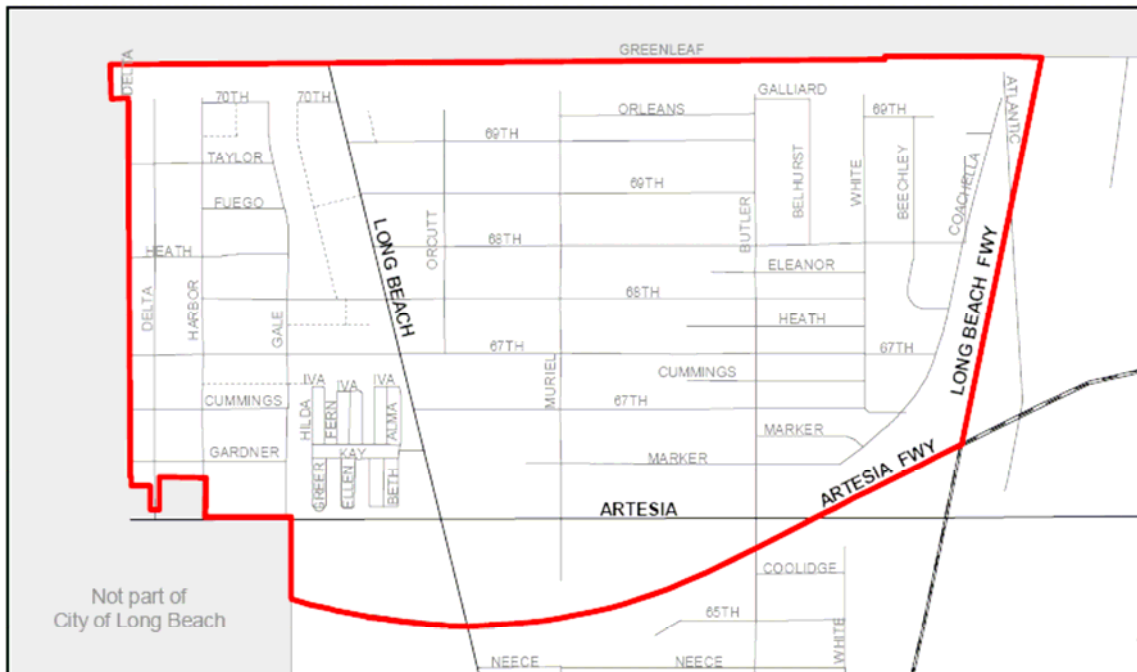 GREENLEAF
DELTA
70TH
70TH
GALLIARD
ATLANTIC
ORLEANS
69TH
69TH
TAYLOR
BELHURST
WHITE
BEECHLEY
COACHELLA
69TH
FUEGO
BUTLER
LONG BEACH
ORCUTT
68TH
HEATH
ELEANOR
DELTA
HARBOR
GALE
68TH
LONG BEACH FWY
HEATH
67TH
67TH
MURIEL
CUMMINGS
IVA
IVA
IVA
CUMMINGS
HILDA
FERN
ALMA
67TH
MARKER
GARDNER
KAY
MARKER
GREER
ELLEN
BETH
ARTESIA FWY
ARTESIA
COOLIDGE
Not part of
City of Long Beach
65TH
WHITE
NEECE
NEECE